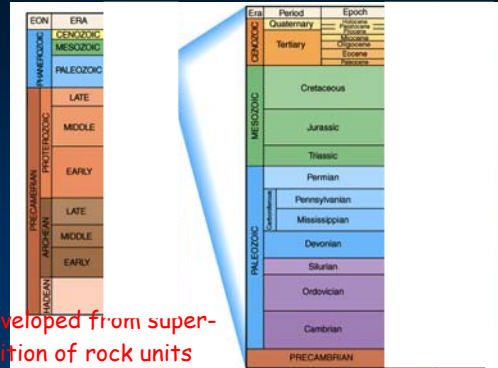 EON ERA
CENOZOIC
MESOZOIC
PHANEROZOIC
PALEOZOIC
LATE
MIDDLE
PROTEROZOIC
EARLY
PRECAMBRIAN
LATE
MIDDLE
ARCHEAN
EARLY
HADEAN
Era Period Epoch
CENOZOIC
Quaternary
Holocene
Pleistocene
Tertiary
Pliocene
Miocene
Oligocene
Eocene
Paleocene
MESOZOIC
Cretaceous
Jurassic
Triassic
PALEOZOIC
Permian
Carboniferous
Pennsylvanian
Mississippian
Devonian
Silurian
Ordovician
Cambrian
PRECAMBRIAN
veloped from super-
ition of rock units